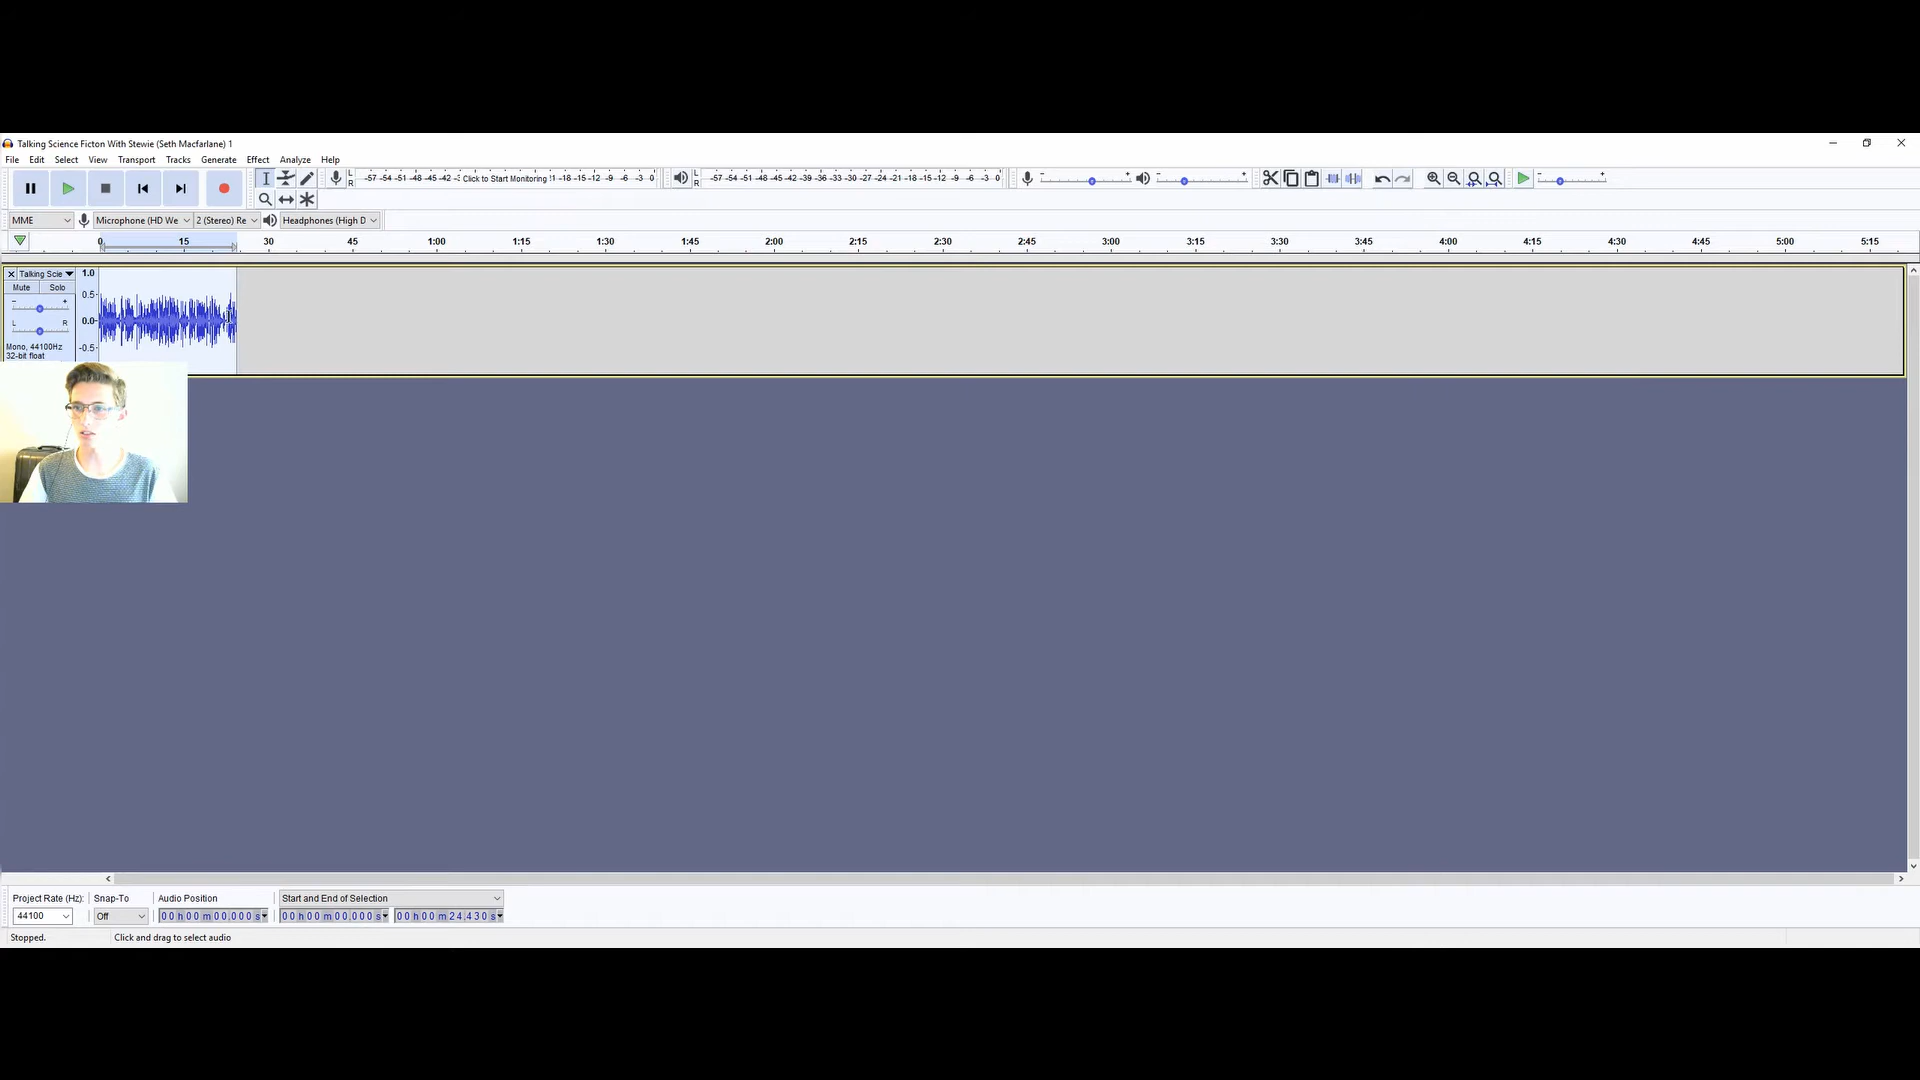 Talking Science Ficton With Stewie (Seth Macfarlane) 1
File Edit Select View Transport Tracks Generate Effect Analyze Help
L R -57 -54 -51 -48 -45 -42 Click to Start Monitoring 1 -18 -15 -12 -9 -6 -3 0 L R -57 -54 -51 -48 -45 -42 -39 -36 -33 -30 -27 -24 -21 -18 -15 -12 -9 -6 -3 0 - + - + - +
MME Microphone (HD We 2 (Stereo) Re Headphones (High D
0 15 30 45 1:00 1:15 1:30 1:45 2:00 2:15 2:30 2:45 3:00 3:15 3:30 3:45 4:00 4:15 4:30 4:45 5:00 5:15
Talking Scie 1.0
Mute Solo
- + 0.5
L R 0.0
Mono, 44100Hz -0.5
32-bit float
Project Rate (Hz): Snap-To Audio Position Start and End of Selection
44100 Off 00 h 00 m 00.000 s 00 h 00 m 00.000 s 00 h 00 m 24.430 s
Stopped. Click and drag to select audio